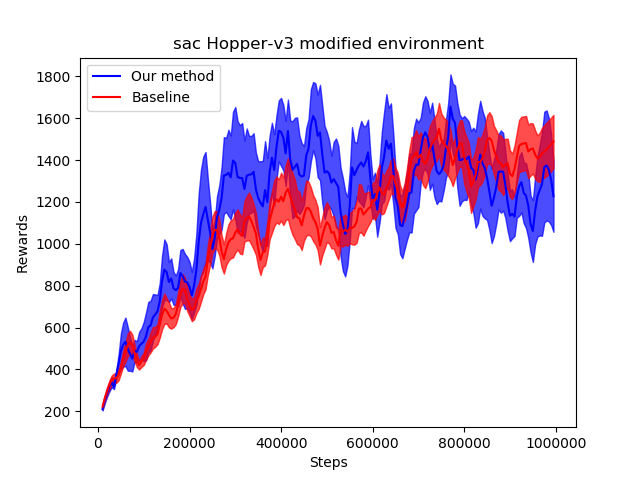 sac Hopper-v3 modified environment
Our method
Baseline
Rewards
1800
1600
1400
1200
1000
800
600
400
200
0 200000 400000 600000 800000 1000000
Steps